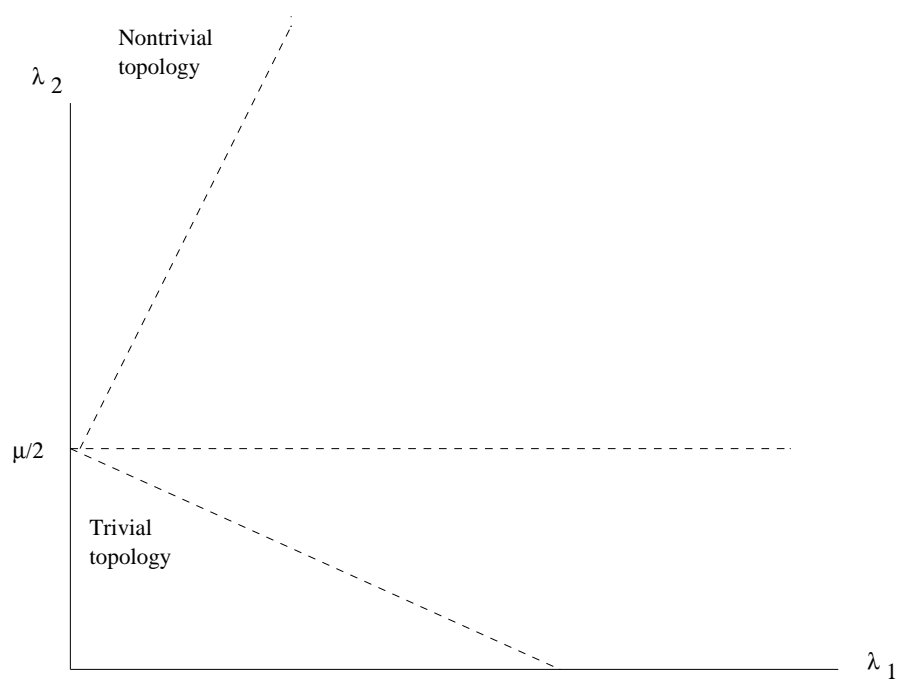 Nontrivial
topology
λ 2
μ/2
Trivial
topology
λ 1